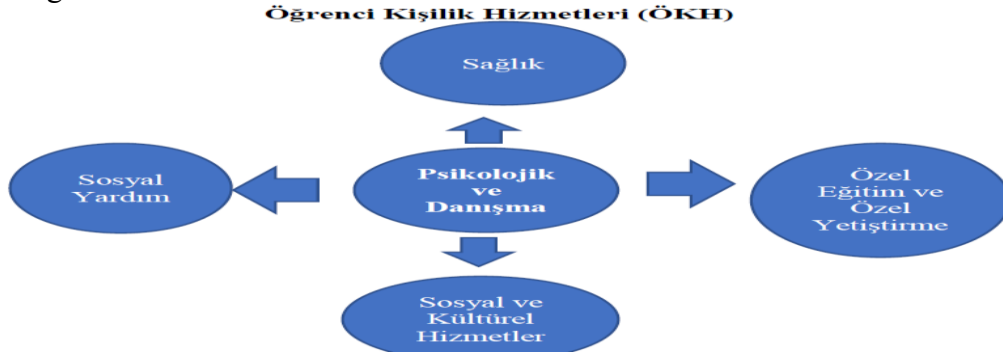 Öğrenci Kişilik Hizmetleri (ÖKH)
Sağlık
Sosyal
Yardım
Psikolojik
ve
Danışma
Özel
Eğitim ve
Özel
Yetiştirme
Sosyal ve
Kültürel
Hizmetler